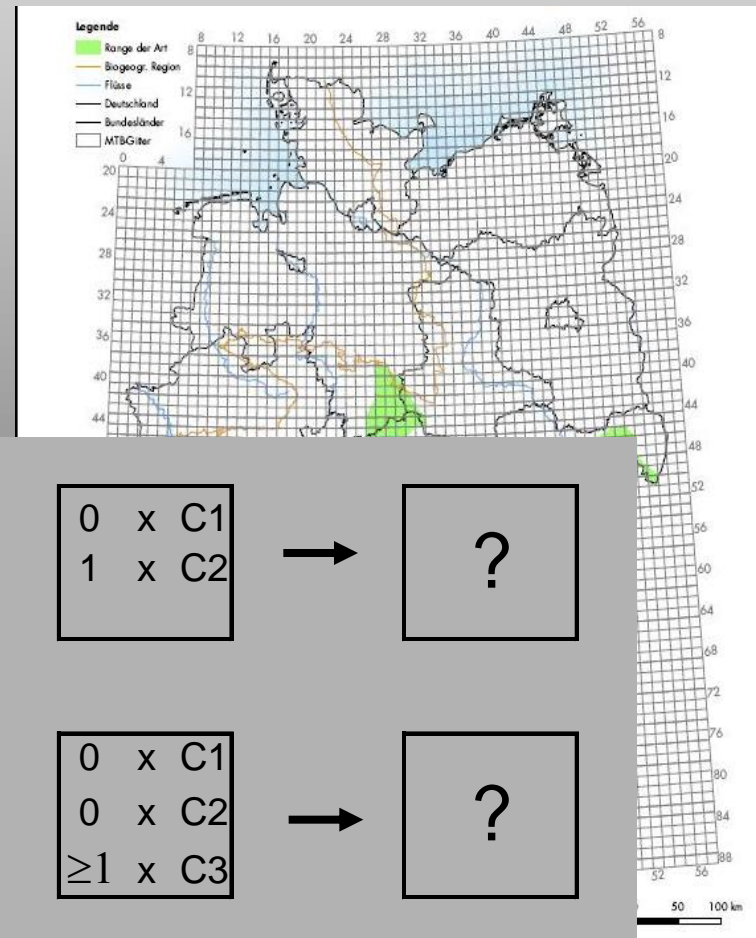 Legende
Range der Art
Biogeogr. Region
Flüsse
Deutschland
Bundesländer
MTBGitter
8 12 16 20 24 28 32 36 40 44 48 52 56
8 8
12 12
16 16
0 4
20 20
24 24
28 28
32 32
36 36
40 40
44 44
48
52
56
60
64
68
72
76
80
84
88
52 56
50 100 km
0 x C1
1 x C2
?
0 x C1
0 x C2
≥1 x C3
?